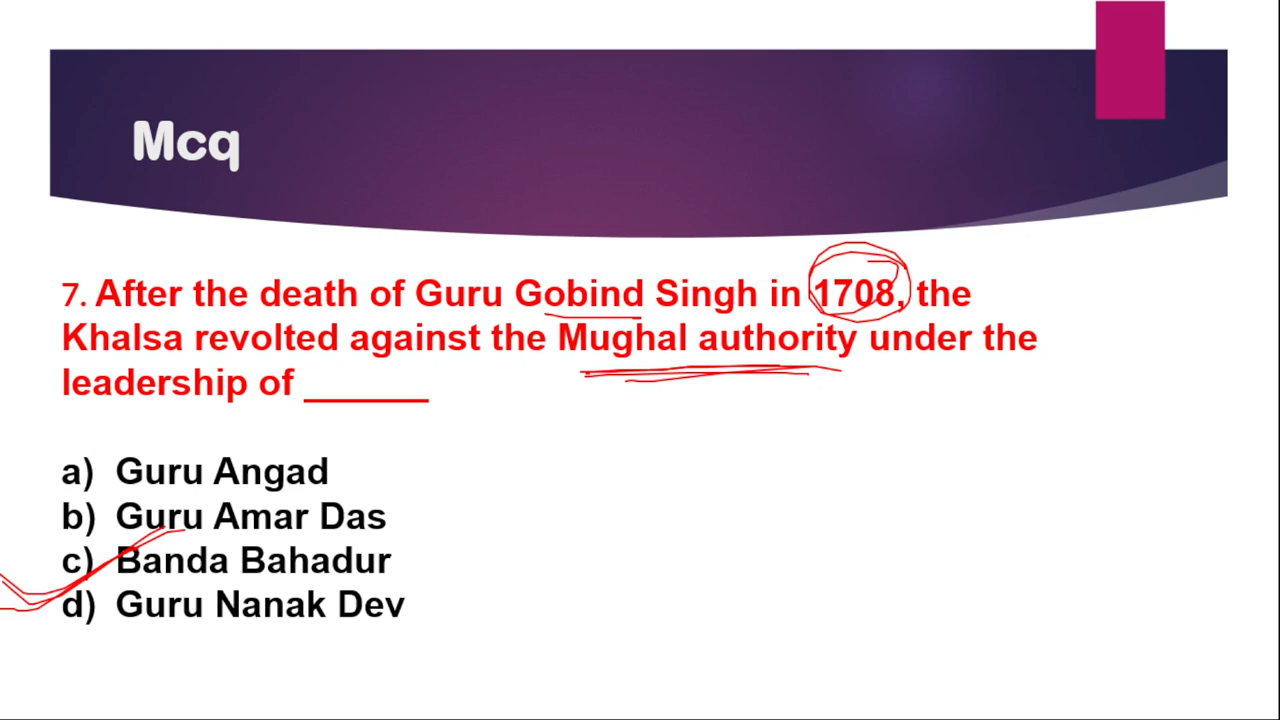 Mcq
7. After the death of Guru Gobind Singh in 1708, the
Khalsa revolted against the Mughal authority under the
leadership of ______
a) Guru Angad
b) Guru Amar Das
c) Banda Bahadur
d) Guru Nanak Dev